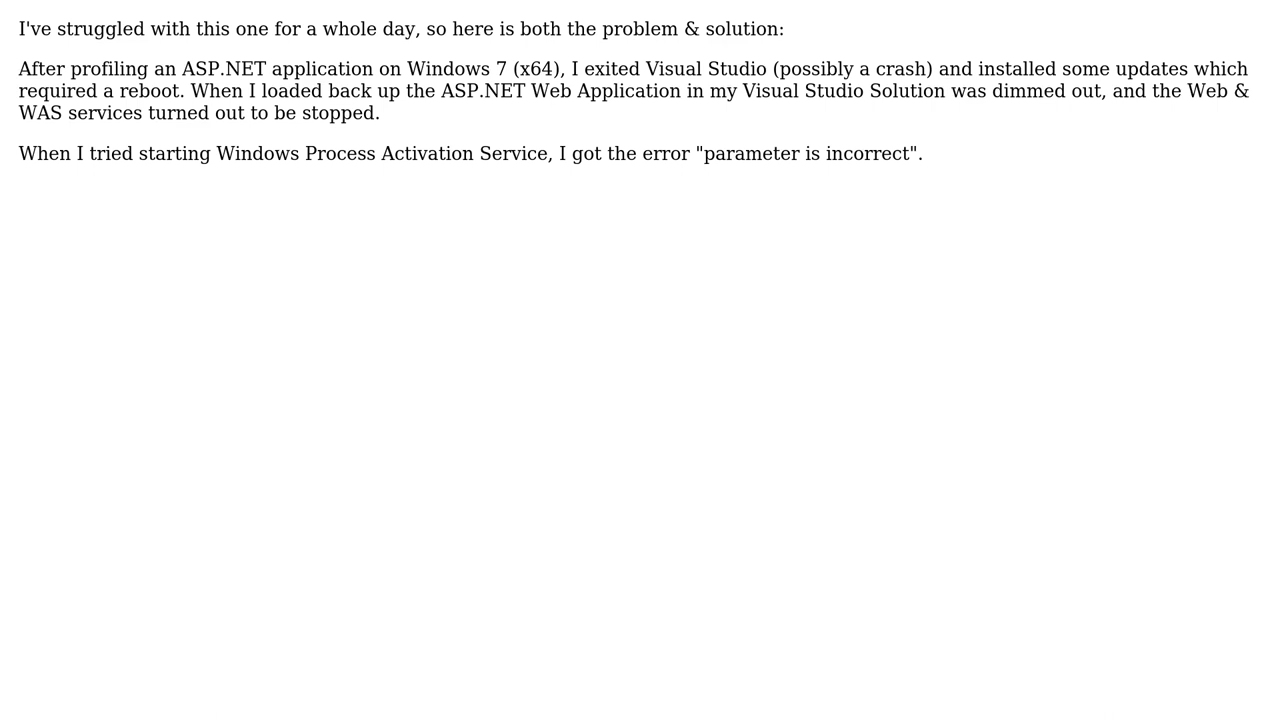 I've struggled with this one for a whole day, so here is both the problem & solution:
After profiling an ASP.NET application on Windows 7 (x64), I exited Visual Studio (possibly a crash) and installed some updates which
required a reboot. When I loaded back up the ASP.NET Web Application in my Visual Studio Solution was dimmed out, and the Web &
WAS services turned out to be stopped.
When I tried starting Windows Process Activation Service, I got the error "parameter is incorrect".